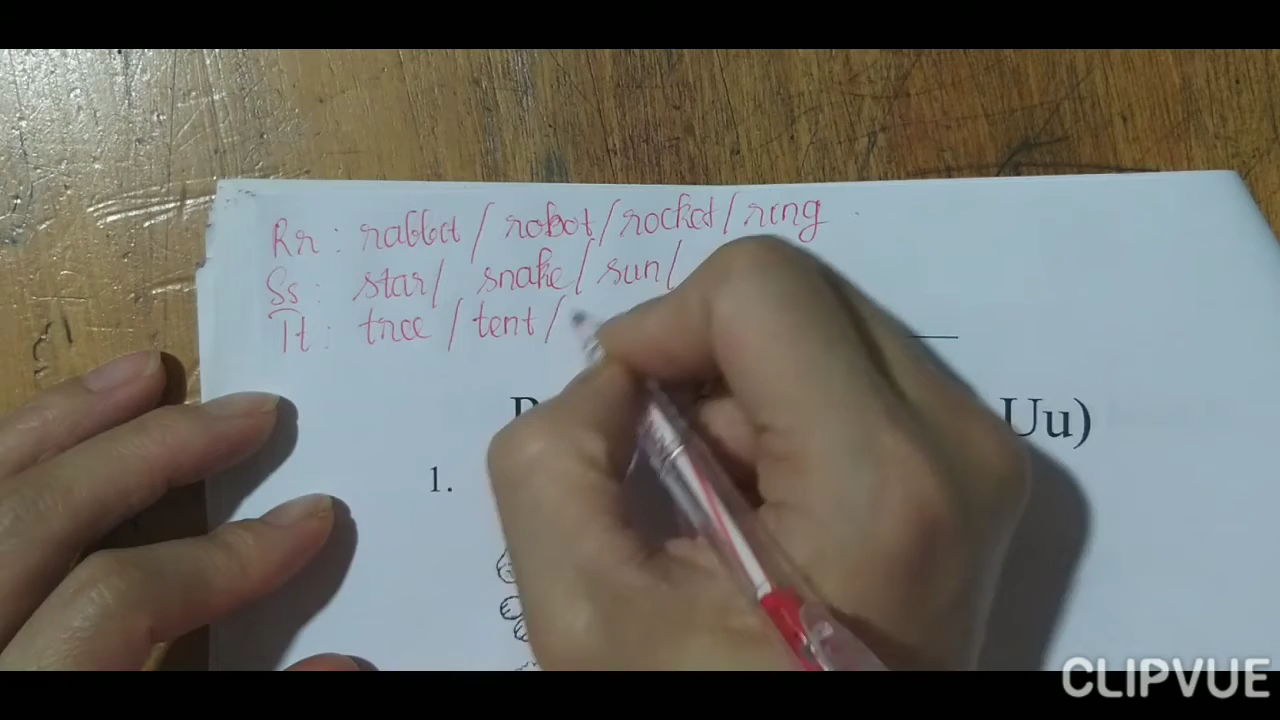 Rr : rabbit / robot / rocket / ring
Ss : star / snake / sun /
Tt : tree / tent /
Uu)
1.
CLIPVUE